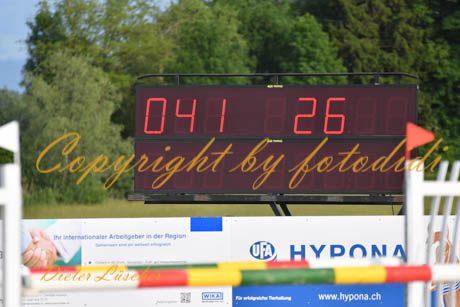 041 26
Copyright by fotodidi
Ihr internationaler Arbeitgeber in der Region
UFA HYPONA
WIKA
Für erfolgreiche Tierhaltung
www.hypona.ch
Dieter Lüscher